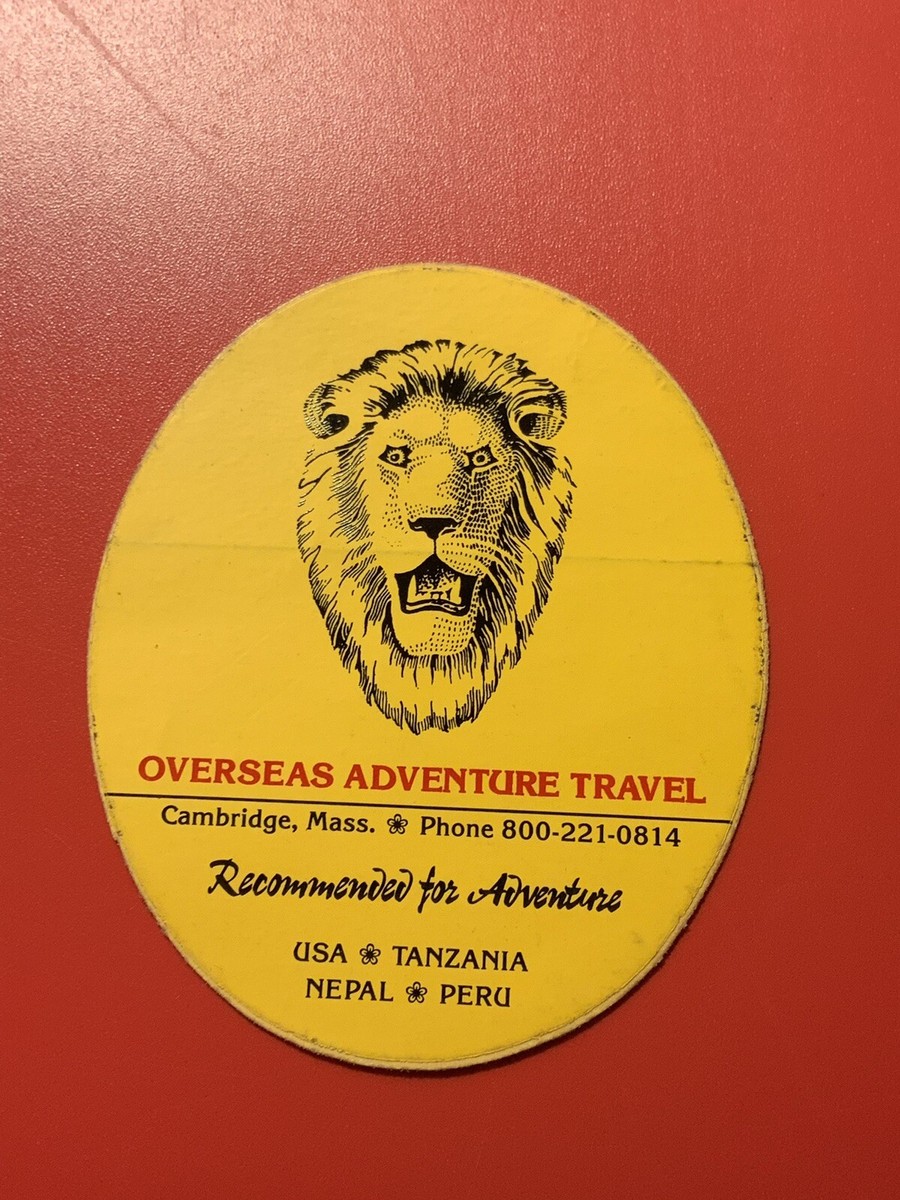 OVERSEAS ADVENTURE TRAVEL
Cambridge, Mass. ❀ Phone 800-221-0814
Recommended for Adventure
USA ❀ TANZANIA
NEPAL ❀ PERU